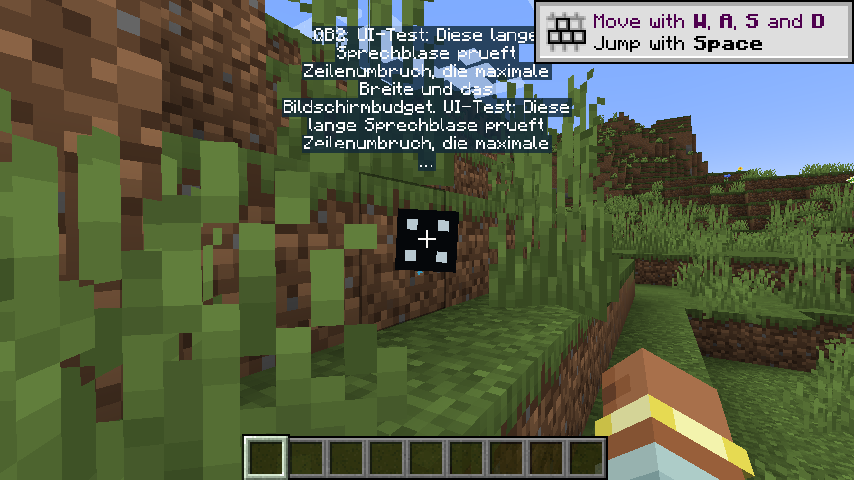 QB2: UI-Test: Diese lange
Sprechblase prueft
Zeilenumbruch, die maximale
Breite und das
Bildschirmbudget. UI-Test: Diese
lange Sprechblase prueft
Zeilenumbruch, die maximale
...
Move with W, A, S and D
Jump with Space